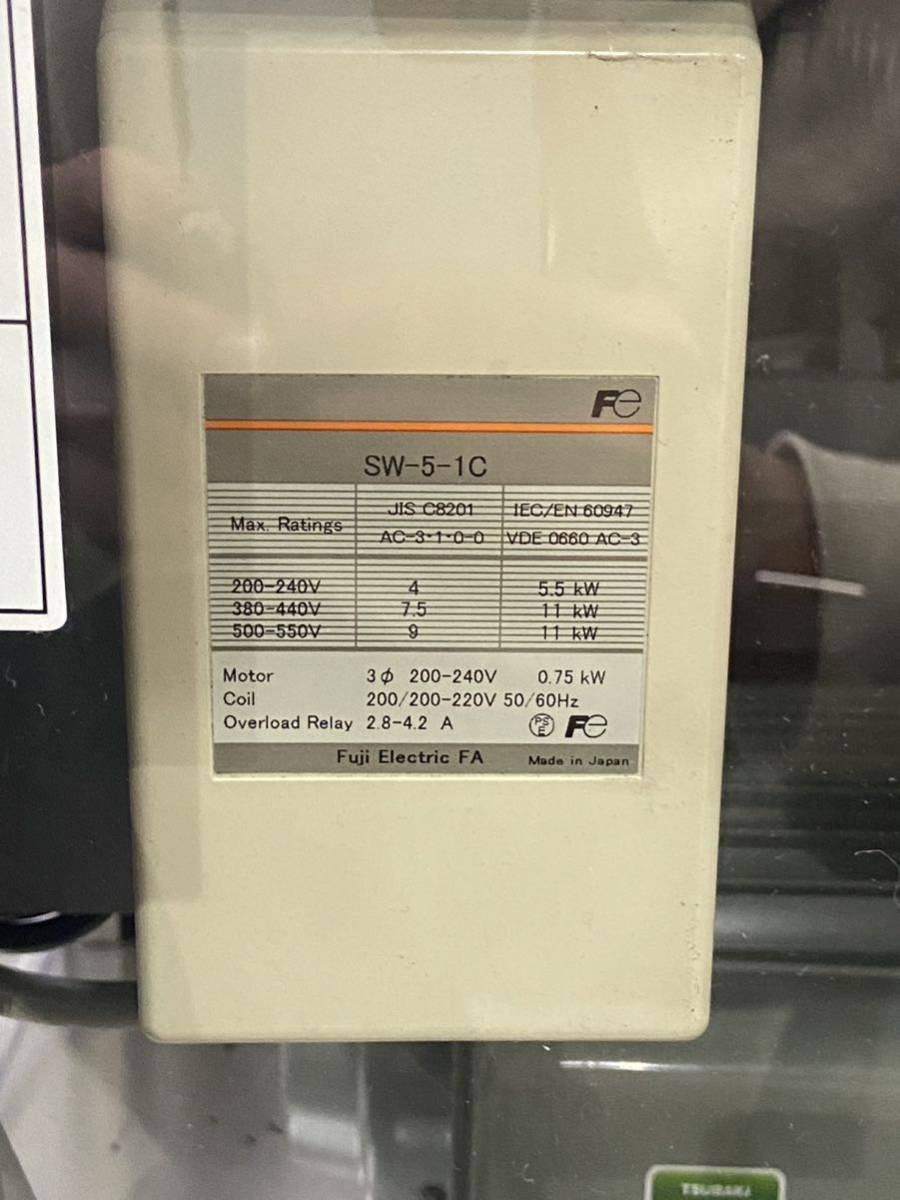 Fe
SW-5-1C
Max. Ratings JIS C8201 IEC/EN 60947
AC-3·1·0-0 VDE 0660 AC-3
200-240V 4 5.5 kW
380-440V 7.5 11 kW
500-550V 9 11 kW
Motor 3φ 200-240V 0.75 kW
Coil 200/200-220V 50/60Hz
Overload Relay 2.8-4.2 A PS E Fe
Fuji Electric FA Made in Japan
TSUBAKI